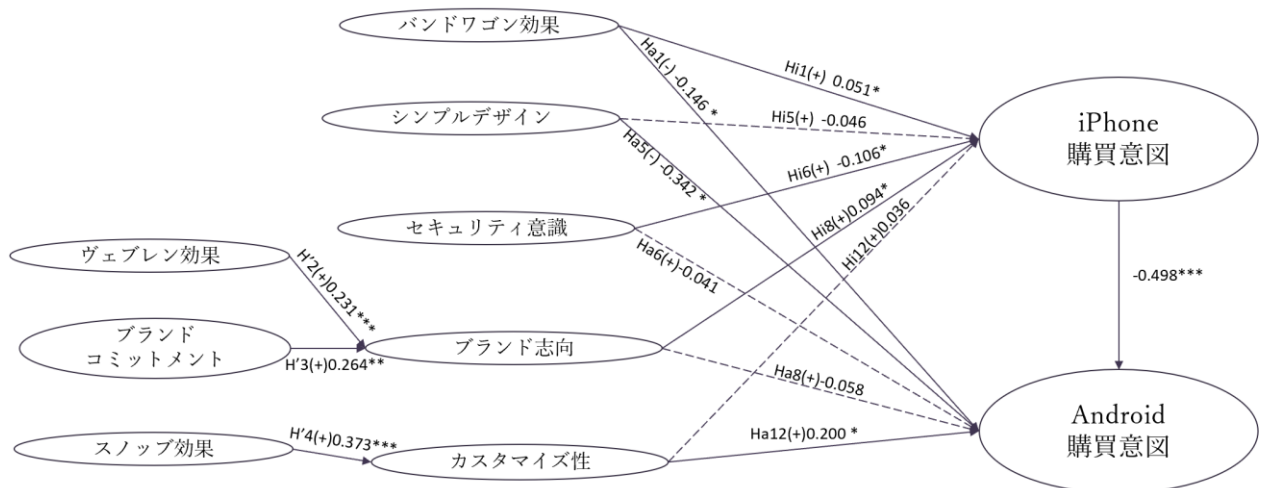 バンドワゴン効果
Hi1(+) 0.051*
Ha1(-) -0.146 *
シンプルデザイン
Hi5(+) -0.046
Ha5(-) -0.342 *
iPhone
購買意図
セキュリティ意識
Hi6(+) -0.106*
Ha6(+)-0.041
Hi8(+)0.094*
Hi12(+)0.036
ヴェブレン効果
H'2(+)0.231***
-0.498***
ブランド
コミットメント
H'3(+)0.264**
ブランド志向
Ha8(+)-0.058
Android
購買意図
スノッブ効果
H'4(+)0.373***
カスタマイズ性
Ha12(+)0.200 *